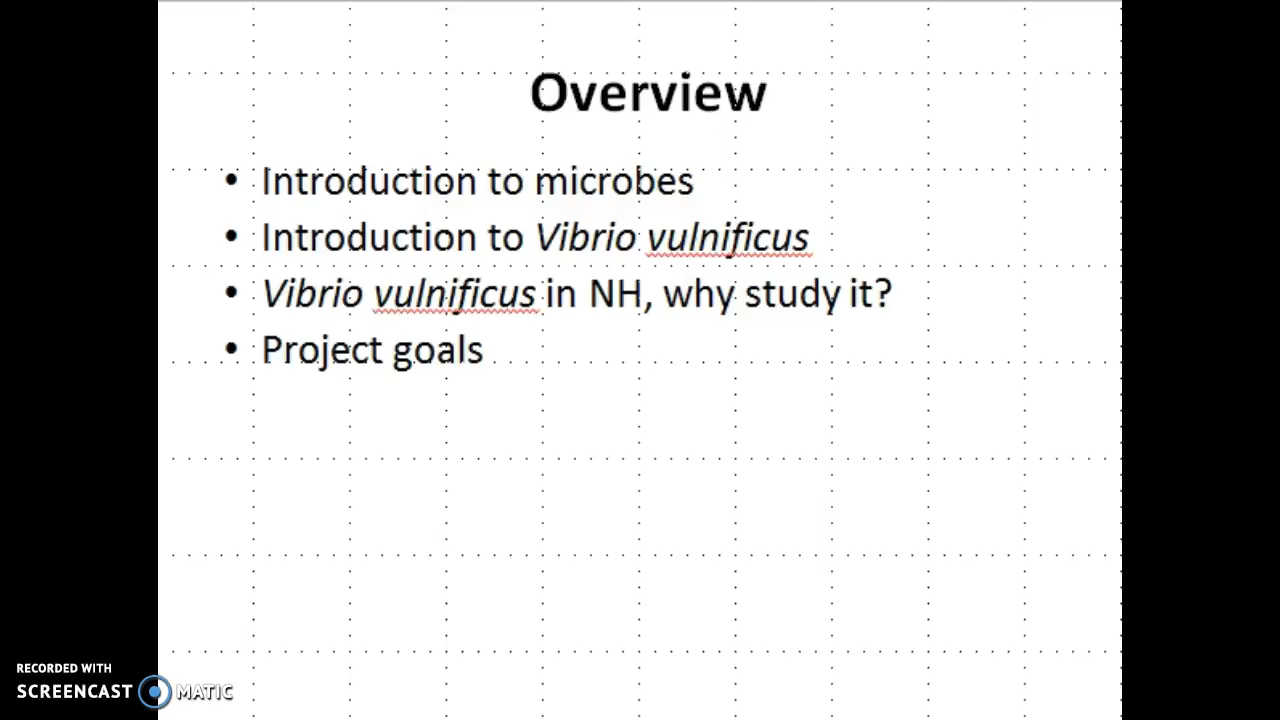 Overview
• Introduction to microbes
• Introduction to Vibrio vulnificus
• Vibrio vulnificus in NH, why study it?
• Project goals
RECORDED WITH
SCREENCAST MATIC